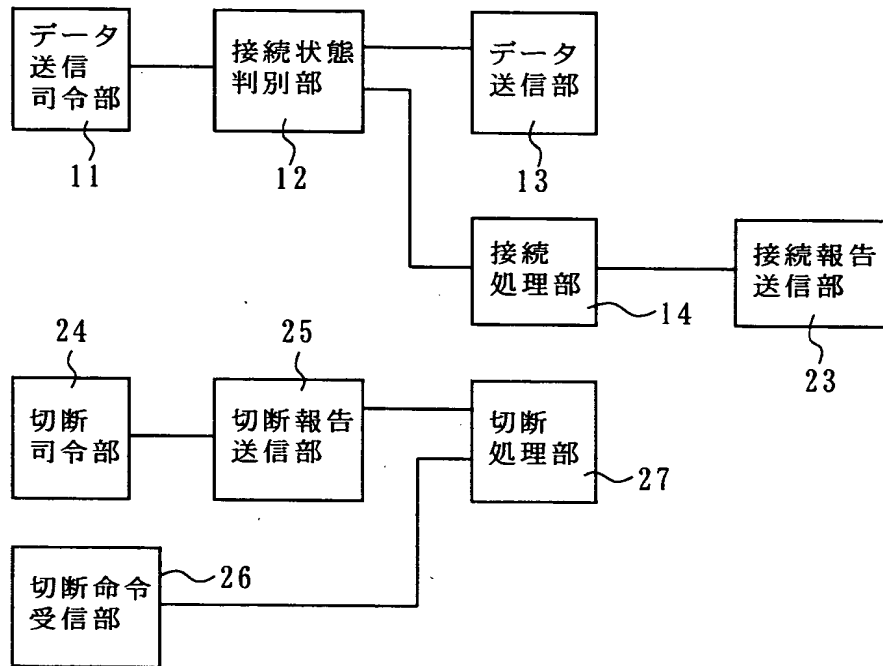 データ
送信
司令部
11
接続状態
判別部
12
データ
送信部
13
接続
処理部
14
接続報告
送信部
23
24
切断
司令部
25
切断報告
送信部
切断
処理部
27
切断命令
受信部
26